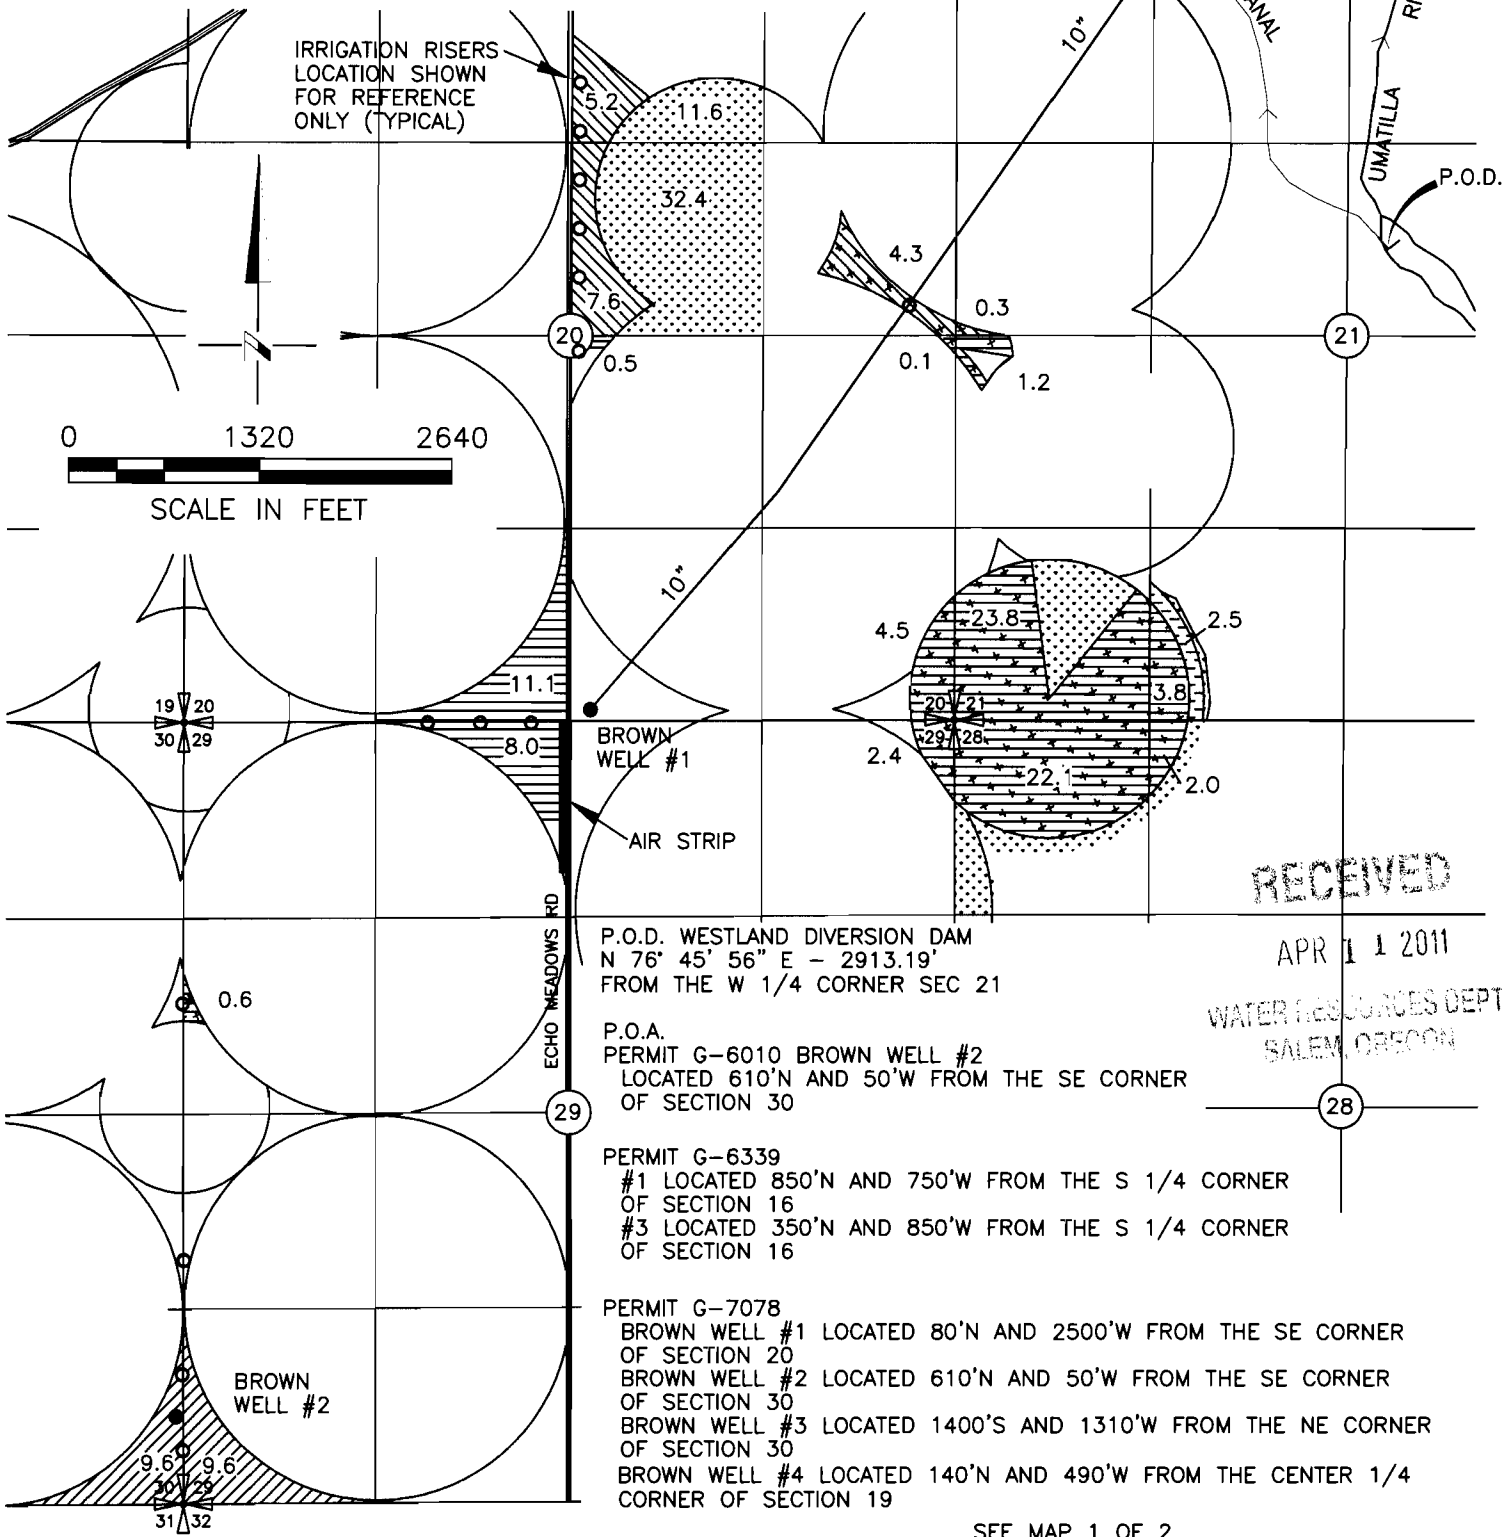 10"
CANAL
IRRIGATION RISERS
LOCATION SHOWN
FOR REFERENCE
ONLY (TYPICAL)
5.2
11.6
UMATILLA
P.O.D.
32.4
4.3
7.6
0.3
20
21
0.5
0.1
1.2
0 1320 2640
SCALE IN FEET
10"
23.8
4.5
2.5
11.1
3.8
19 20
30 29
20 21
29 28
BROWN
WELL #1
8.0
2.4
22.1
2.0
AIR STRIP
ECHO MEADOWS RD
RECEIVED
APR 11 2011
WATER RESOURCES DEPT
SALEM, OREGON
P.O.D. WESTLAND DIVERSION DAM
N 76° 45' 56" E - 2913.19'
FROM THE W 1/4 CORNER SEC 21
0.6
P.O.A.
PERMIT G-6010 BROWN WELL #2
LOCATED 610'N AND 50'W FROM THE SE CORNER
OF SECTION 30
29
28
PERMIT G-6339
#1 LOCATED 850'N AND 750'W FROM THE S 1/4 CORNER
OF SECTION 16
#3 LOCATED 350'N AND 850'W FROM THE S 1/4 CORNER
OF SECTION 16
PERMIT G-7078
BROWN WELL #1 LOCATED 80'N AND 2500'W FROM THE SE CORNER
OF SECTION 20
BROWN WELL #2 LOCATED 610'N AND 50'W FROM THE SE CORNER
OF SECTION 30
BROWN WELL #3 LOCATED 1400'S AND 1310'W FROM THE NE CORNER
OF SECTION 30
BROWN WELL #4 LOCATED 140'N AND 490'W FROM THE CENTER 1/4
CORNER OF SECTION 19
BROWN
WELL #2
9.6 9.6
30 29
31 32
SEE MAP 1 OF 2